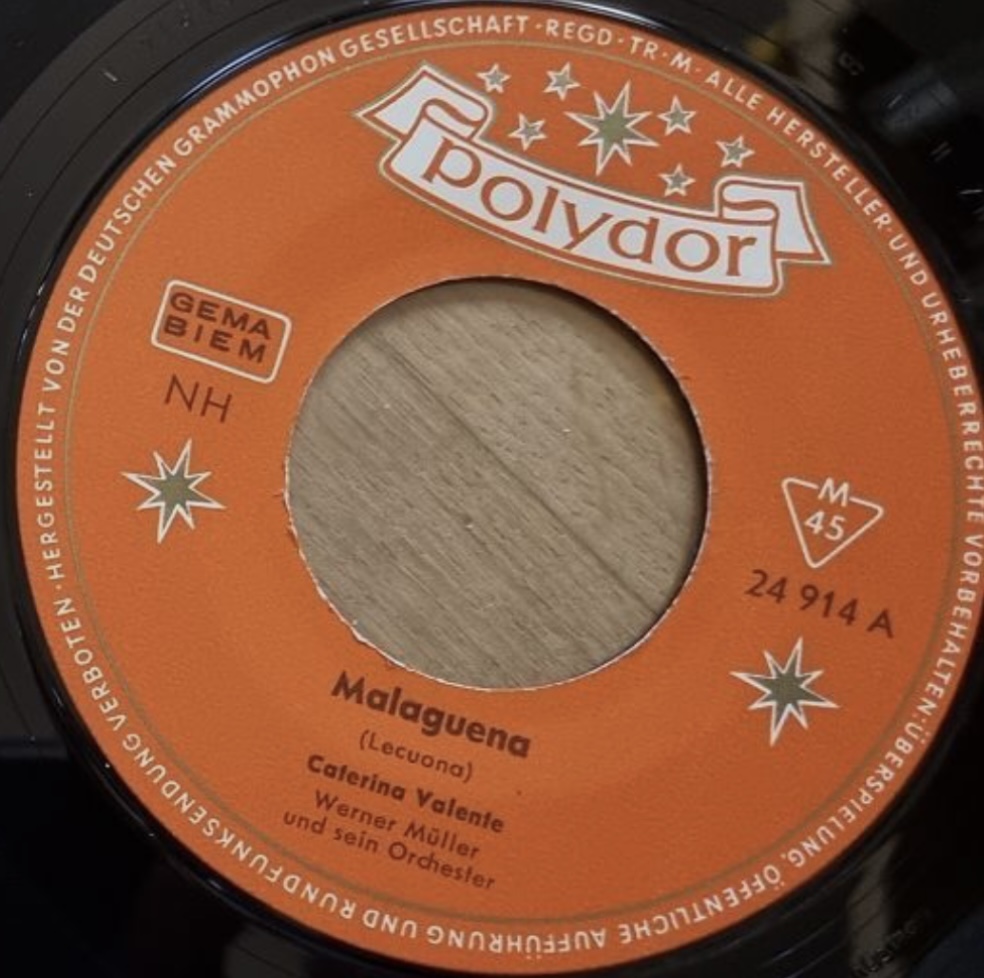 HERGESTELLT VON DER DEUTSCHEN GRAMMOPHON GESELLSCHAFT · REGD · TR · M · ALLE HERSTELLER- UND URHEBERRECHTE VORBEHALTEN · ÜBERSPIELUNG, ÖFFENTLICHE AUFFÜHRUNG UND RUNDFUNKSENDUNG VERBOTEN ·
polydor
GEMA
BIEM
NH
M
45
24 914 A
Malaguena
(Lecuona)
Caterina Valente
Werner Müller
und sein Orchester